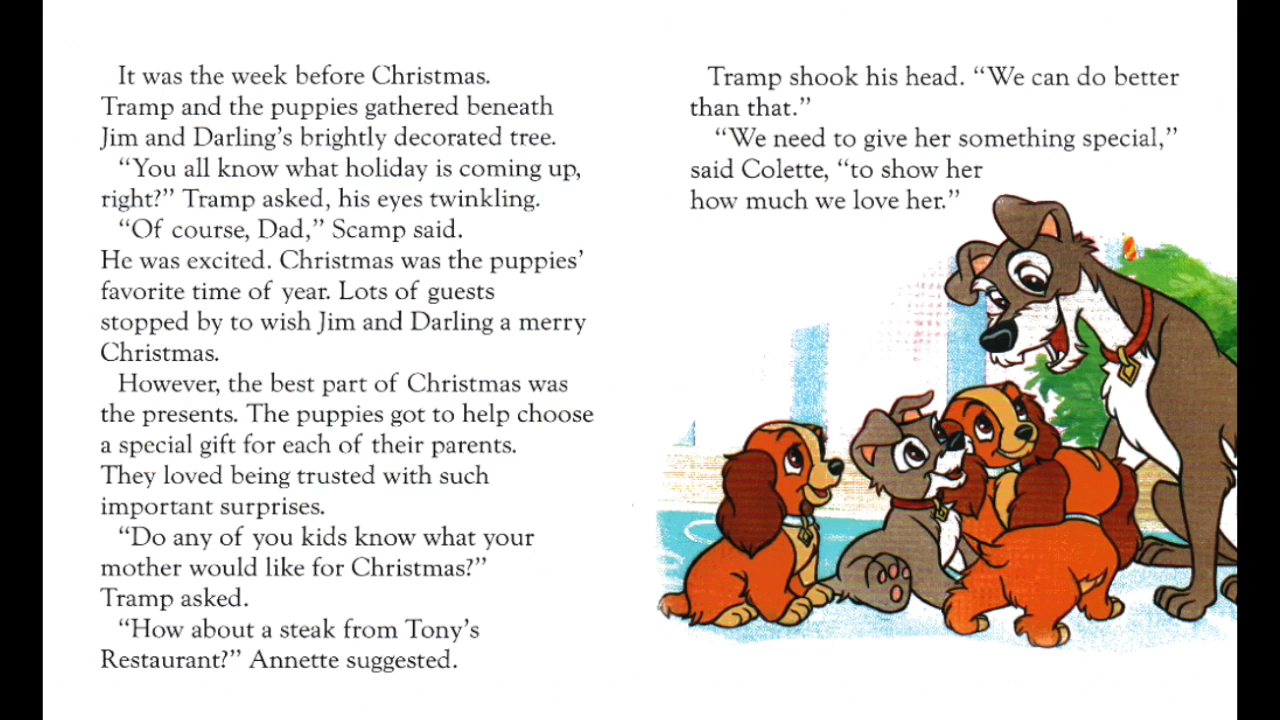 It was the week before Christmas.
Tramp and the puppies gathered beneath
Jim and Darling's brightly decorated tree.
“You all know what holiday is coming up,
right?” Tramp asked, his eyes twinkling.
“Of course, Dad,” Scamp said.
He was excited. Christmas was the puppies’
favorite time of year. Lots of guests
stopped by to wish Jim and Darling a merry
Christmas.
However, the best part of Christmas was
the presents. The puppies got to help choose
a special gift for each of their parents.
They loved being trusted with such
important surprises.
“Do any of you kids know what your
mother would like for Christmas?”
Tramp asked.
“How about a steak from Tony’s
Restaurant?” Annette suggested.
Tramp shook his head. “We can do better
than that.”
“We need to give her something special,”
said Colette, “to show her
how much we love her.”